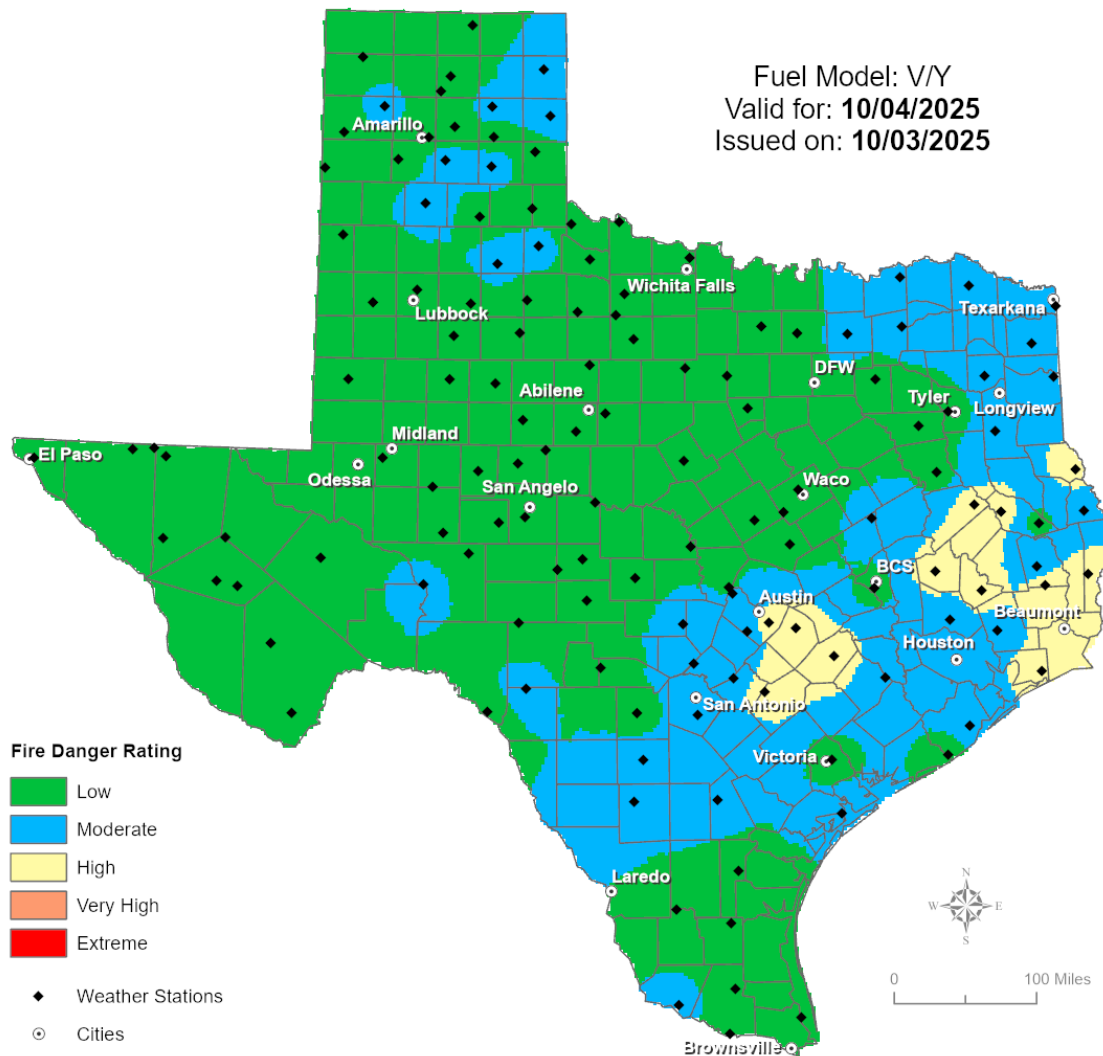 Fuel Model: V/Y
Valid for: 10/04/2025
Issued on: 10/03/2025
Amarillo
Wichita Falls
Lubbock
Texarkana
DFW
Abilene
Tyler
Longview
Midland
El Paso
Odessa
San Angelo
Waco
BCS
Austin
Beaumont
Houston
San Antonio
Victoria
Laredo
Brownsville
Fire Danger Rating
Low
Moderate
High
Very High
Extreme
Weather Stations
Cities
N
W E
S
0 100 Miles